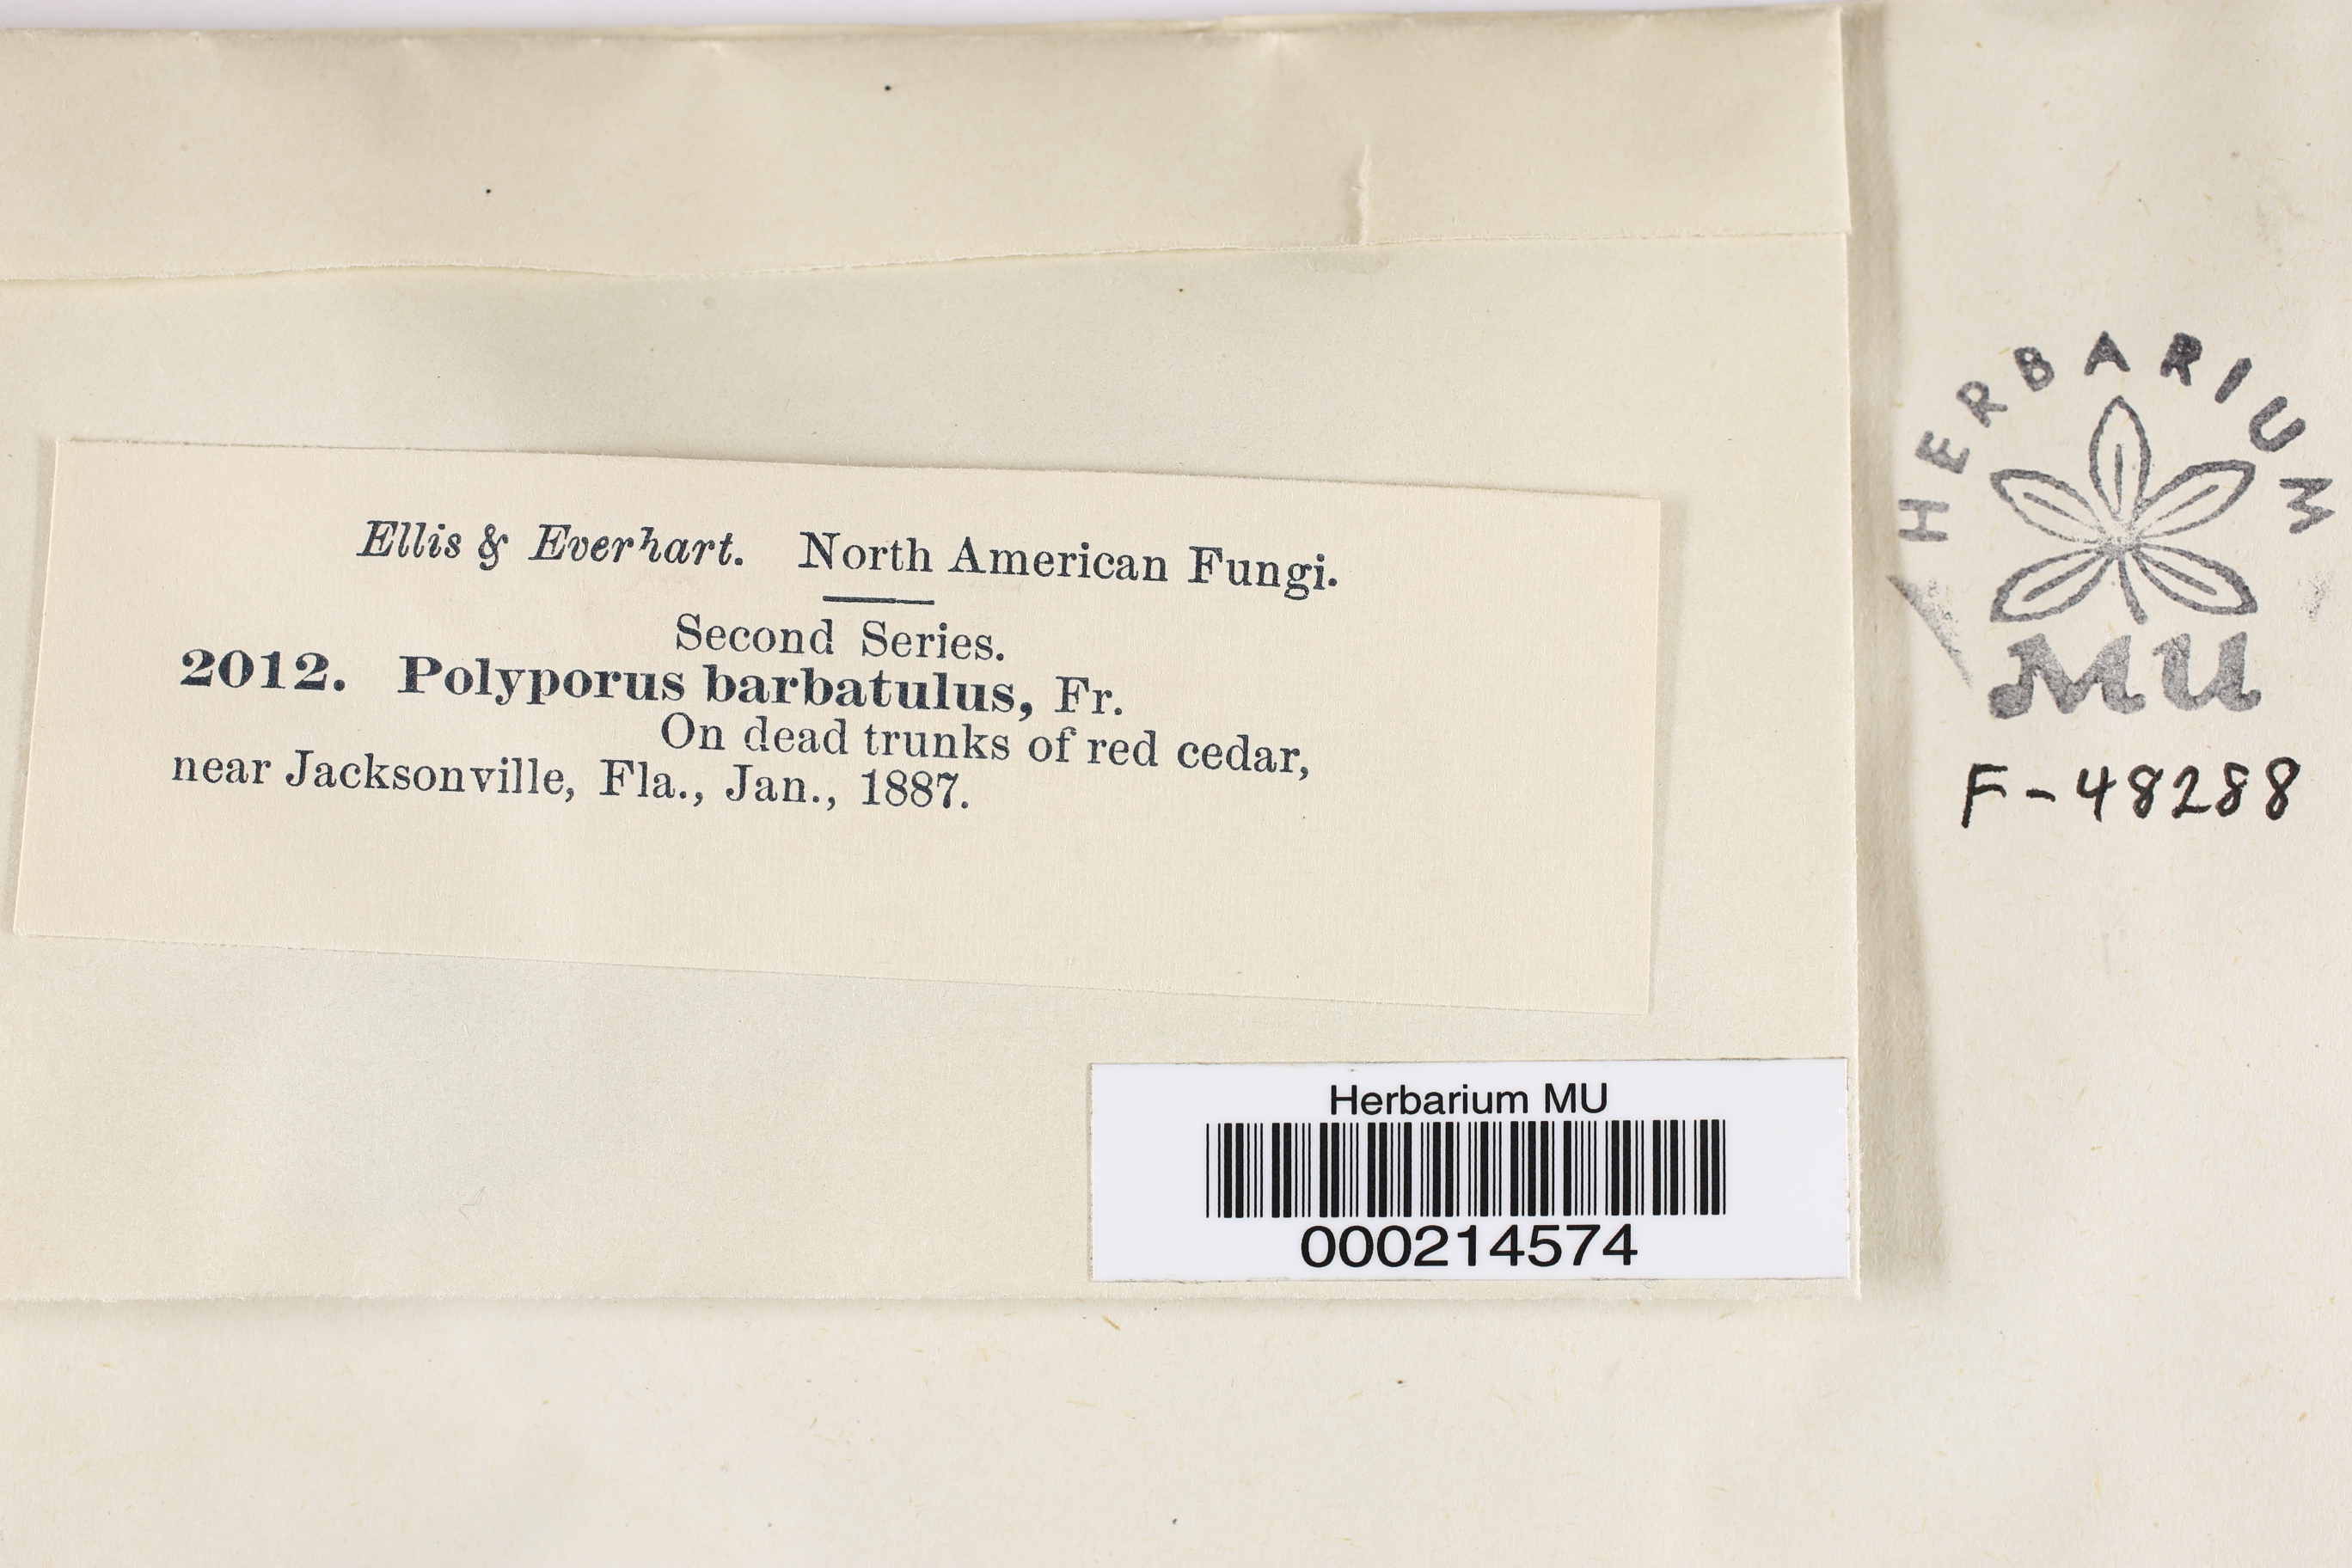 Ellis & Everhart. North American Fungi.
Second Series.
2012. Polyporus barbatulus, Fr.
On dead trunks of red cedar,
near Jacksonville, Fla., Jan., 1887.
HERBARIUM
MU
F-48288
Herbarium MU
000214574